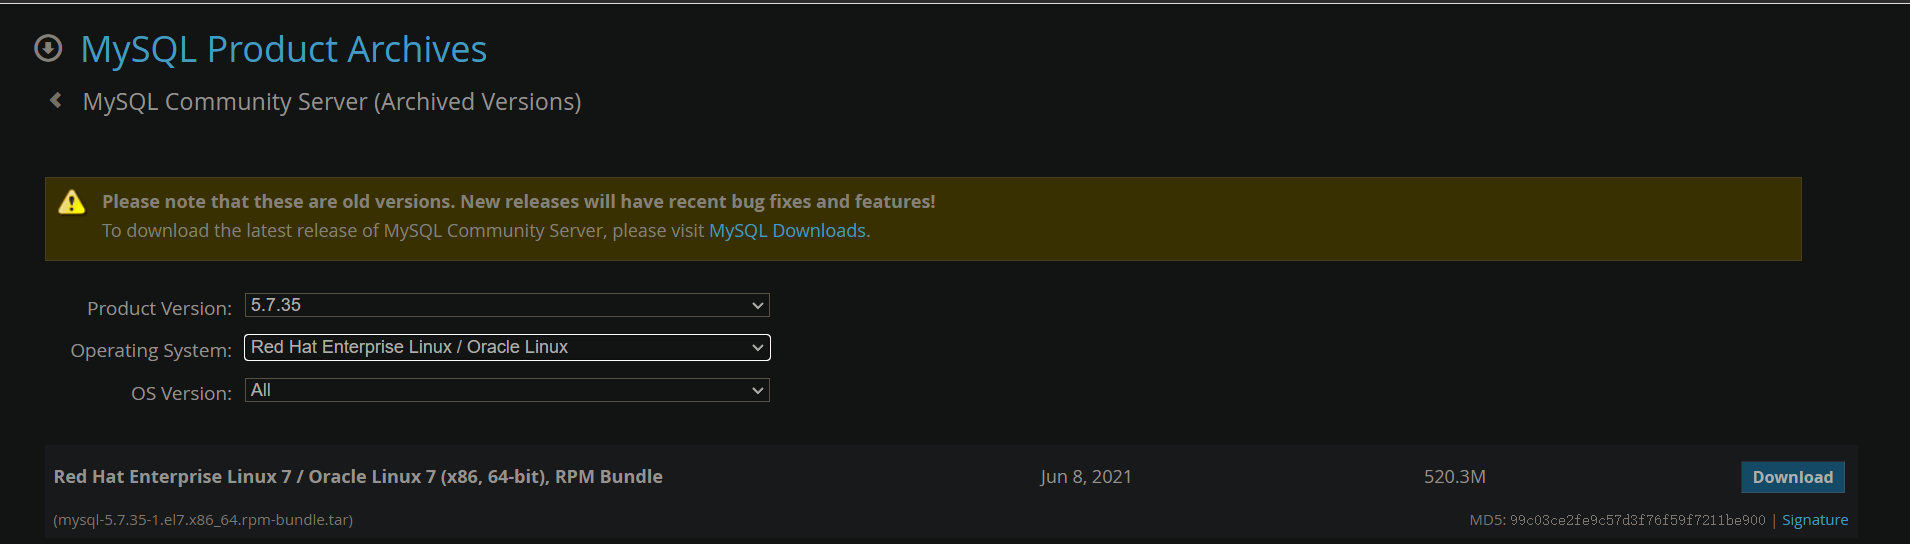 MySQL Product Archives
MySQL Community Server (Archived Versions)
Please note that these are old versions. New releases will have recent bug fixes and features!
To download the latest release of MySQL Community Server, please visit MySQL Downloads.
Product Version: 5.7.35
Operating System: Red Hat Enterprise Linux / Oracle Linux
OS Version: All
Red Hat Enterprise Linux 7 / Oracle Linux 7 (x86, 64-bit), RPM Bundle Jun 8, 2021 520.3M Download
(mysql-5.7.35-1.el7.x86_64.rpm-bundle.tar) MD5: 99c03ce2fe9c57d3f76f59f7211be900 | Signature